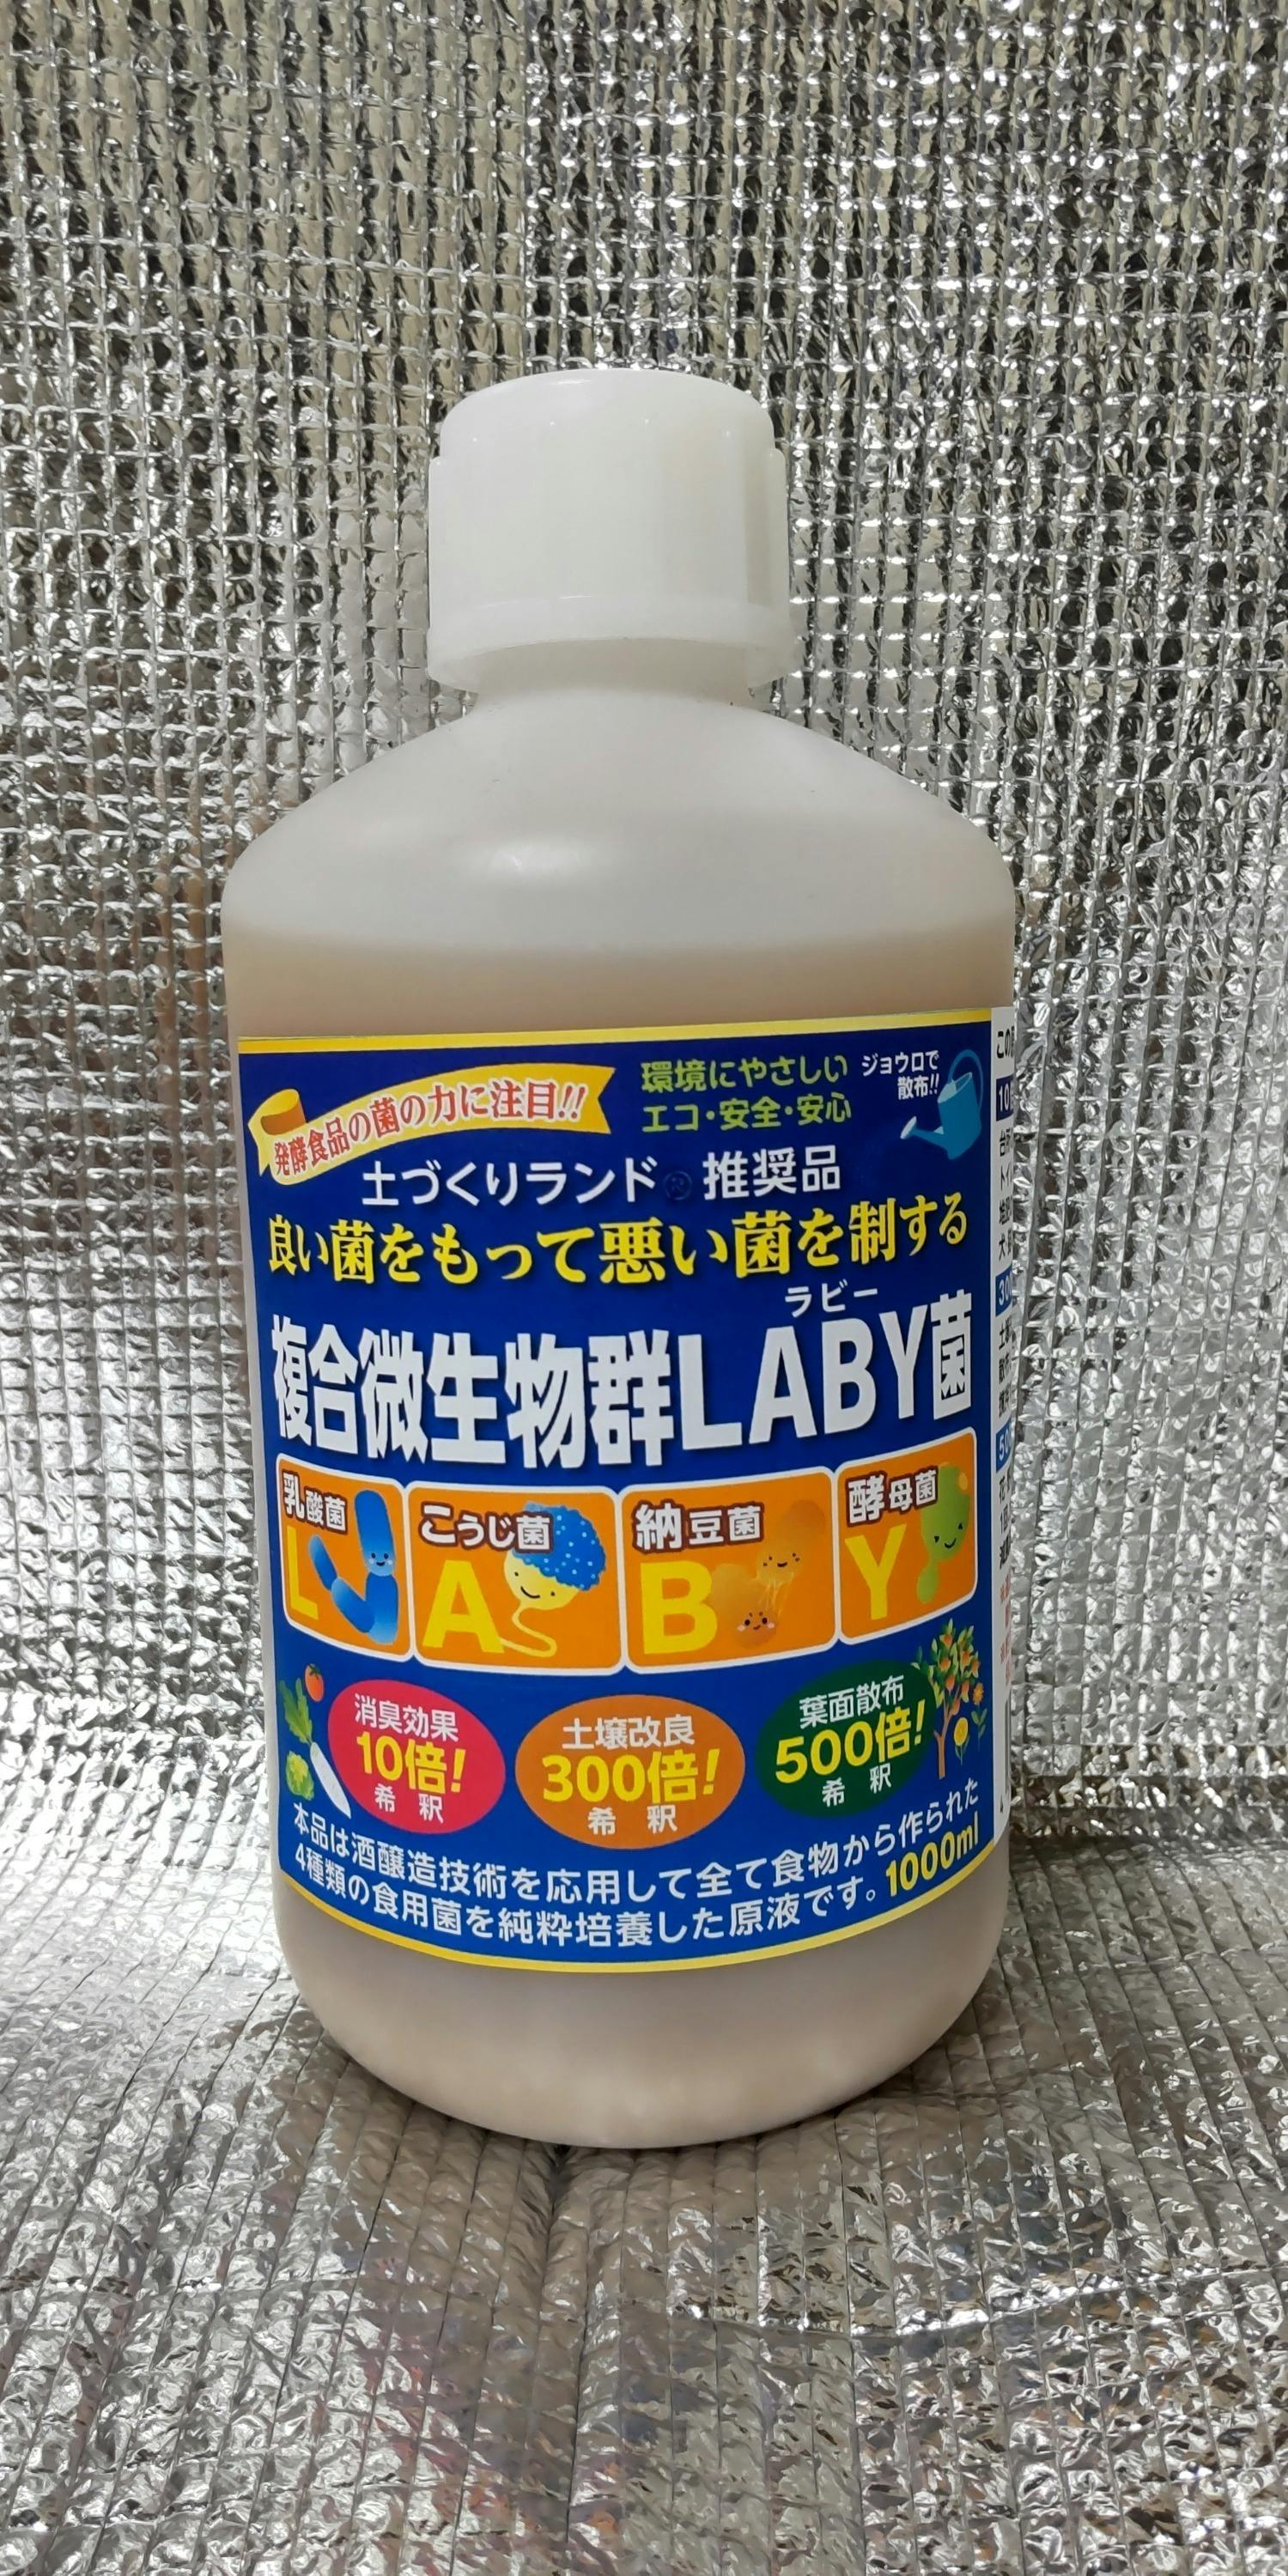 発酵食品の菌の力に注目!!
環境にやさしい
エコ・安全・安心
ジョウロで
散布!!
土づくりランド® 推奨品
良い菌をもって悪い菌を制する
ラビー
複合微生物群LABY菌
乳酸菌
L
こうじ菌
A
納豆菌
B
酵母菌
Y
消臭効果
10倍!
希釈
土壌改良
300倍!
希釈
葉面散布
500倍!
希釈
本品は酒醸造技術を応用して全て食物から作られた
4種類の食用菌を純粋培養した原液です。1000ml